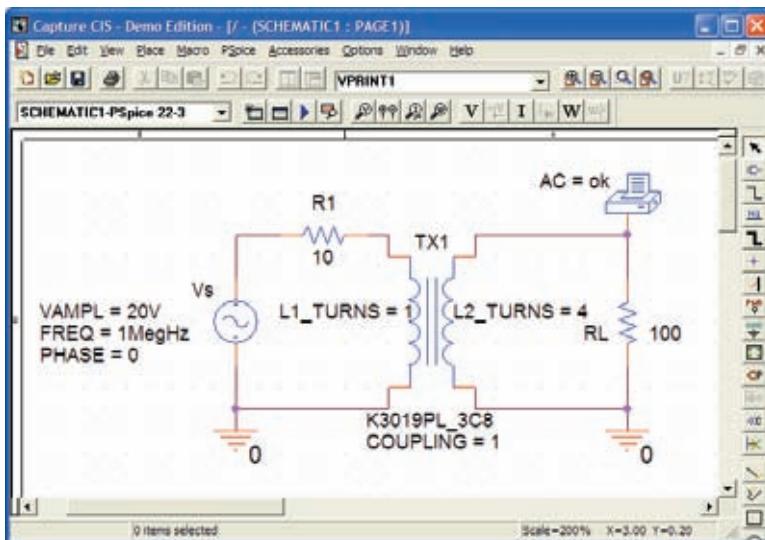 Capture CIS - Demo Edition - [/ - (SCHEMATIC1 : PAGE1)]
File Edit View Place Macro PSpice Accessories Options Window Help
VPRINT1
SCHEMATIC1-PSpice 22-3
V I W
AC = ok
R1
10
TX1
Vs
VAMPL = 20V
FREQ = 1MegHz
PHASE = 0
L1_TURNS = 1
L2_TURNS = 4
RL
100
K3019PL_3C8
COUPLING = 1
0
0
0 items selected
Scale=200% X=3.00 Y=0.20